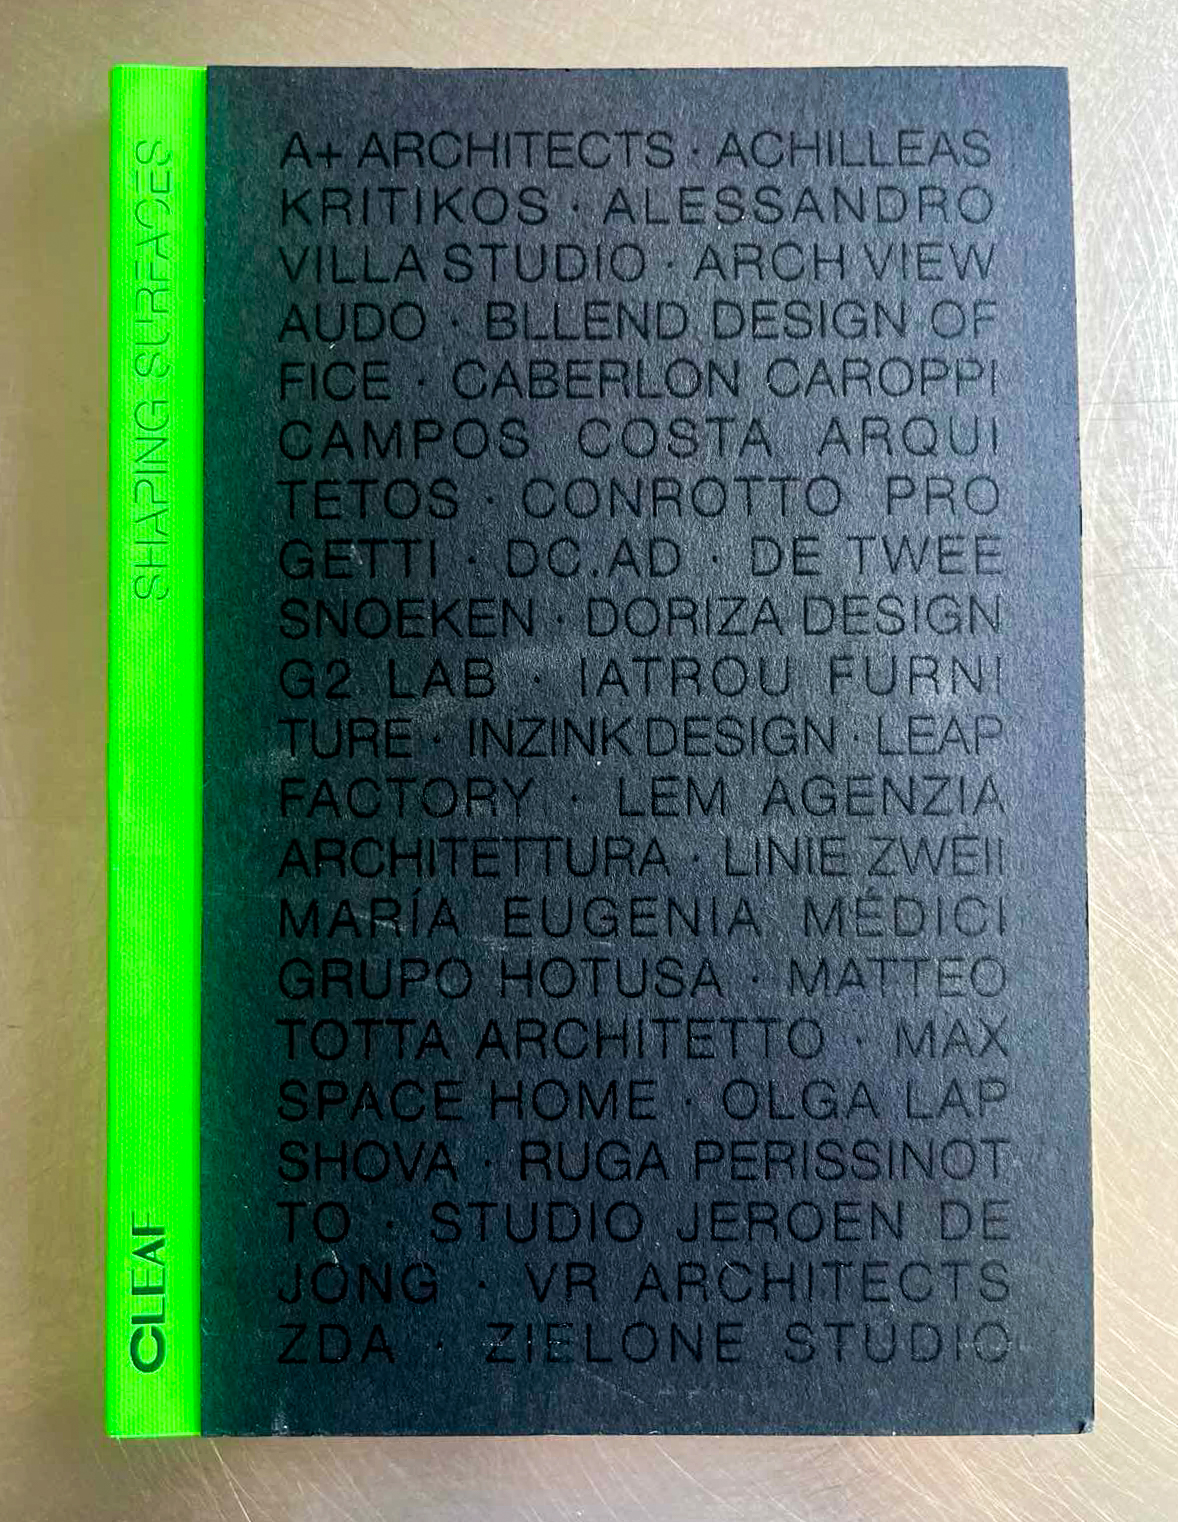 SHAPING SURFACES
CLEAF
A+ ARCHITECTS · ACHILLEAS
KRITIKOS · ALESSANDRO
VILLA STUDIO · ARCH VIEW
AUDO · BLLEND DESIGN OF
FICE · CABERLON CAROPPI
CAMPOS COSTA ARQUI
TETOS · CONROTTO PRO
GETTI · DC.AD · DE TWEE
SNOEKEN · DORIZA DESIGN
G2 LAB · IATROU FURNI
TURE · INZINKDESIGN · LEAP
FACTORY · LEM AGENZIA
ARCHITETTURA · LINIE ZWEII
MARÍA EUGENIA MÉDICI
GRUPO HOTUSA · MATTEO
TOTTA ARCHITETTO · MAX
SPACE HOME · OLGA LAP
SHOVA · RUGA PERISSINOT
TO · STUDIO JEROEN DE
JONG · VR ARCHITECTS
ZDA · ZIELONE STUDIO